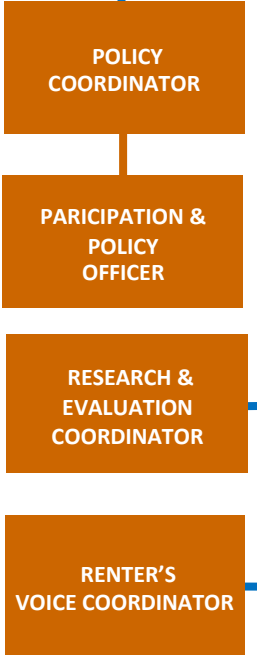 POLICY
COORDINATOR
PARICIPATION &
POLICY
OFFICER
RESEARCH &
EVALUATION
COORDINATOR
RENTER’S
VOICE COORDINATOR